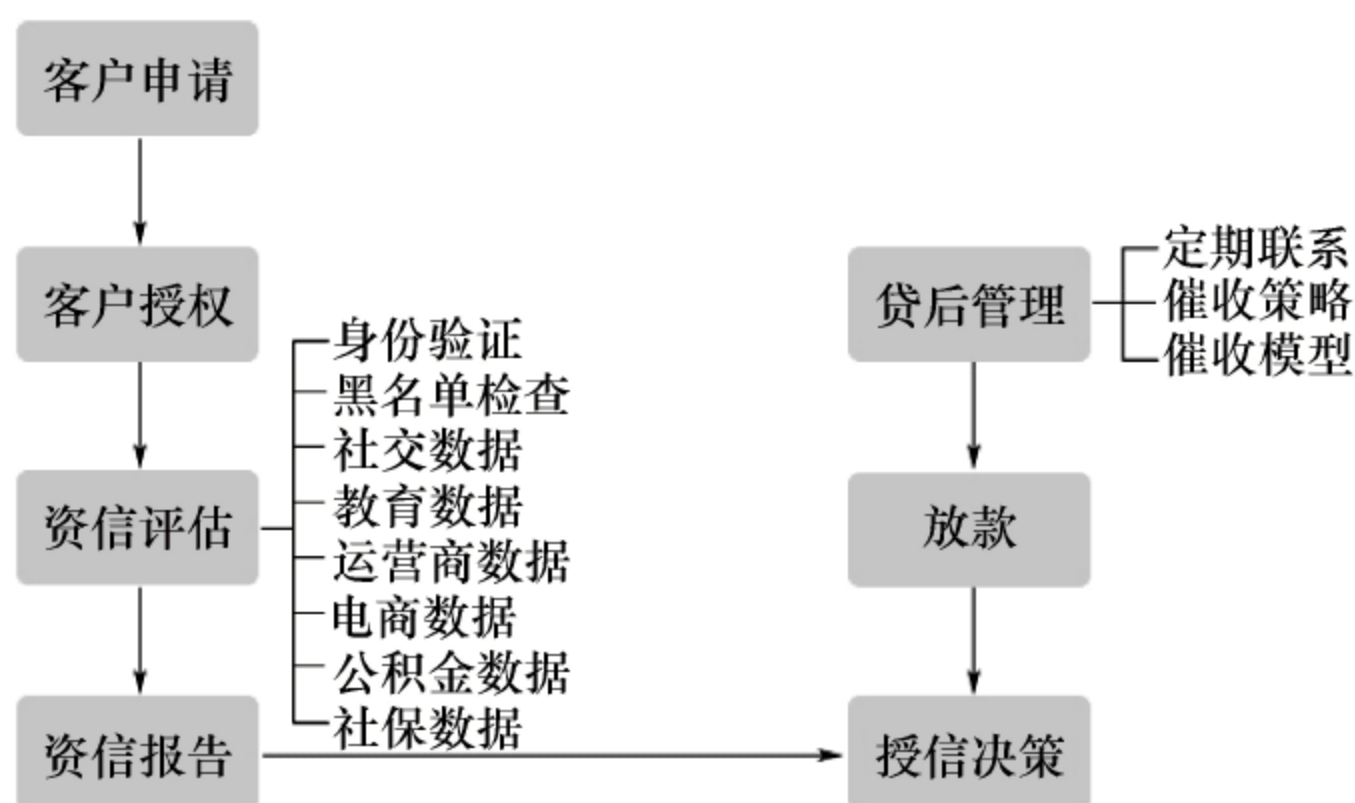 客户申请
客户授权
资信评估
身份验证
黑名单检查
社交数据
教育数据
运营商数据
电商数据
公积金数据
社保数据
资信报告
贷后管理
定期联系
催收策略
催收模型
放款
授信决策